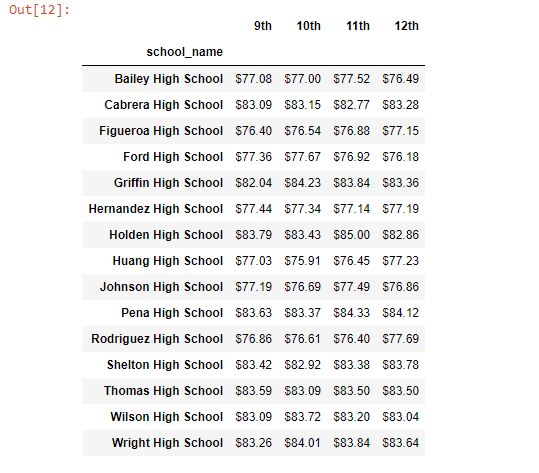 Out[12]:
9th 10th 11th 12th
school_name
Bailey High School $77.08 $77.00 $77.52 $76.49
Cabrera High School $83.09 $83.15 $82.77 $83.28
Figueroa High School $76.40 $76.54 $76.88 $77.15
Ford High School $77.36 $77.67 $76.92 $76.18
Griffin High School $82.04 $84.23 $83.84 $83.36
Hernandez High School $77.44 $77.34 $77.14 $77.19
Holden High School $83.79 $83.43 $85.00 $82.86
Huang High School $77.03 $75.91 $76.45 $77.23
Johnson High School $77.19 $76.69 $77.49 $76.86
Pena High School $83.63 $83.37 $84.33 $84.12
Rodriguez High School $76.86 $76.61 $76.40 $77.69
Shelton High School $83.42 $82.92 $83.38 $83.78
Thomas High School $83.59 $83.09 $83.50 $83.50
Wilson High School $83.09 $83.72 $83.20 $83.04
Wright High School $83.26 $84.01 $83.84 $83.64